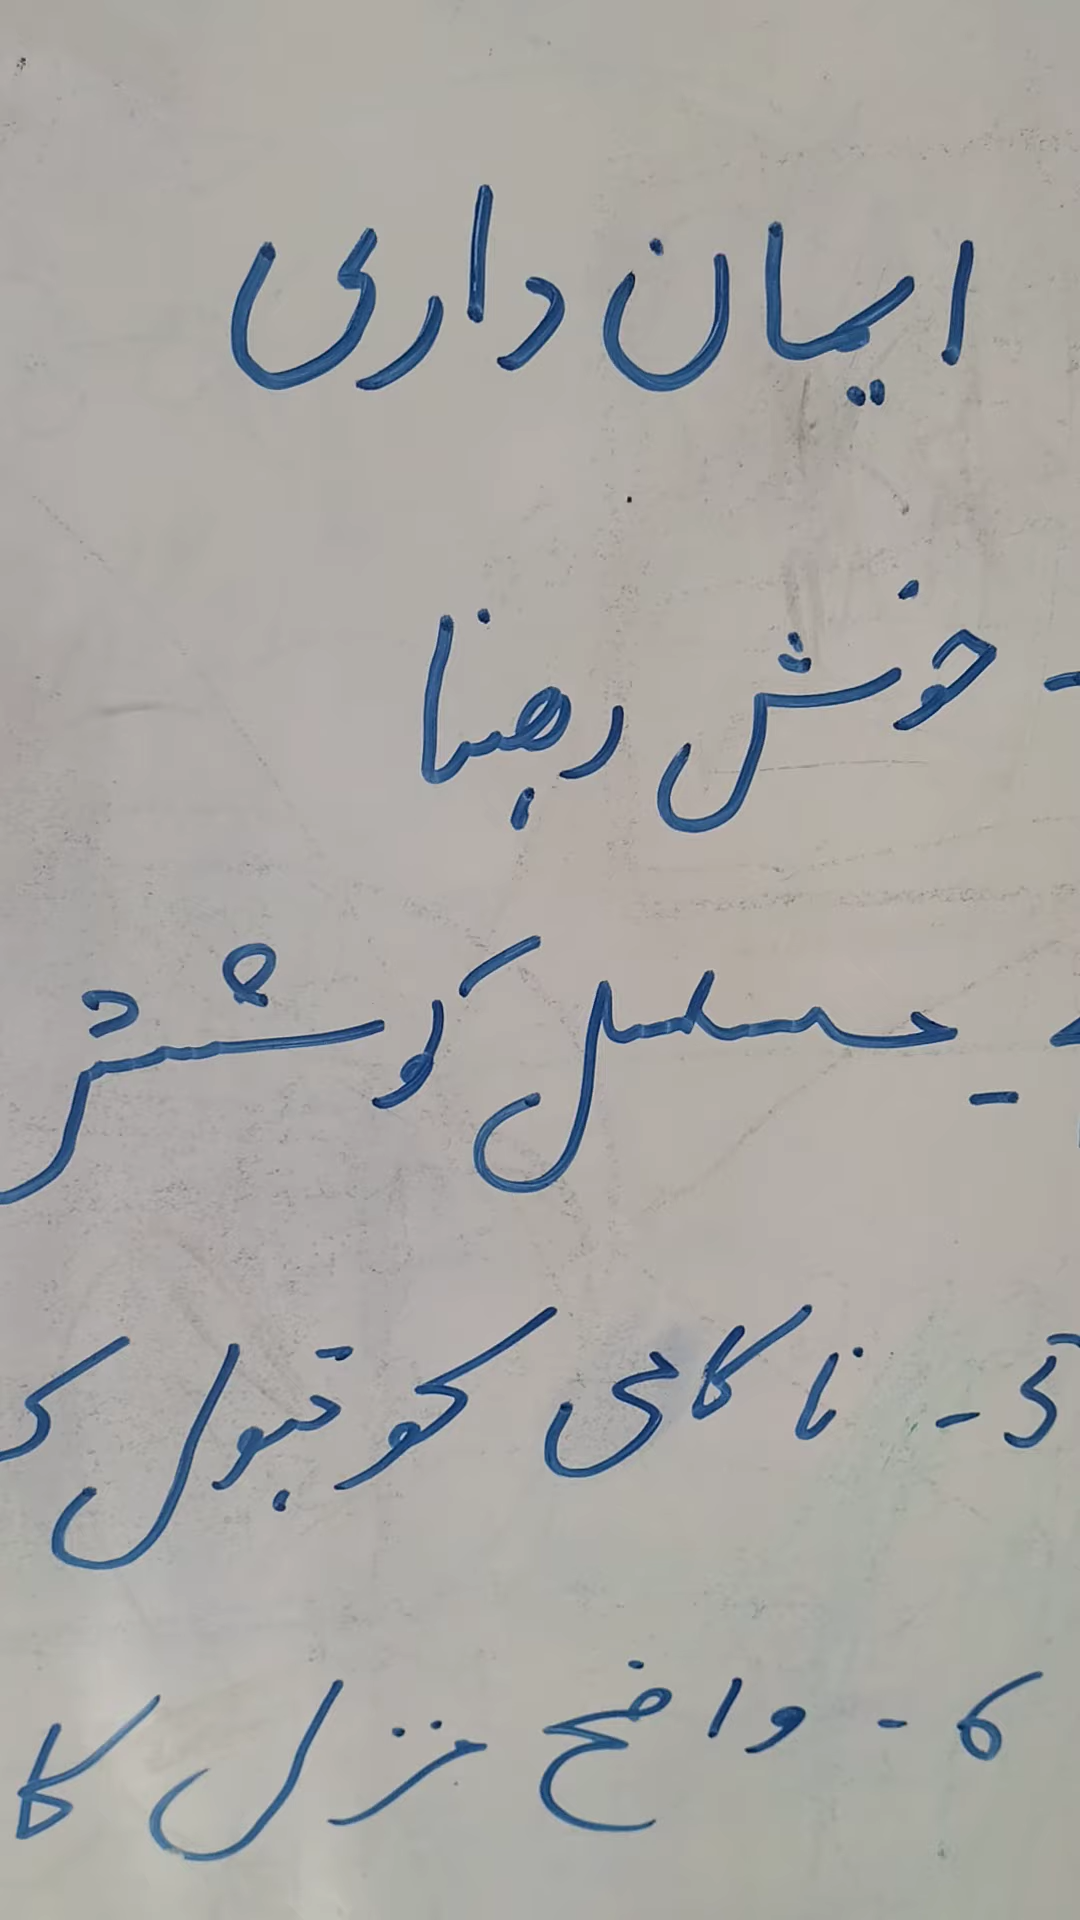 ایمان داری
- خوش رہنا
- مسلسل کوشش
5 - ناکامی کو قبول
6 - واضح منزل کا